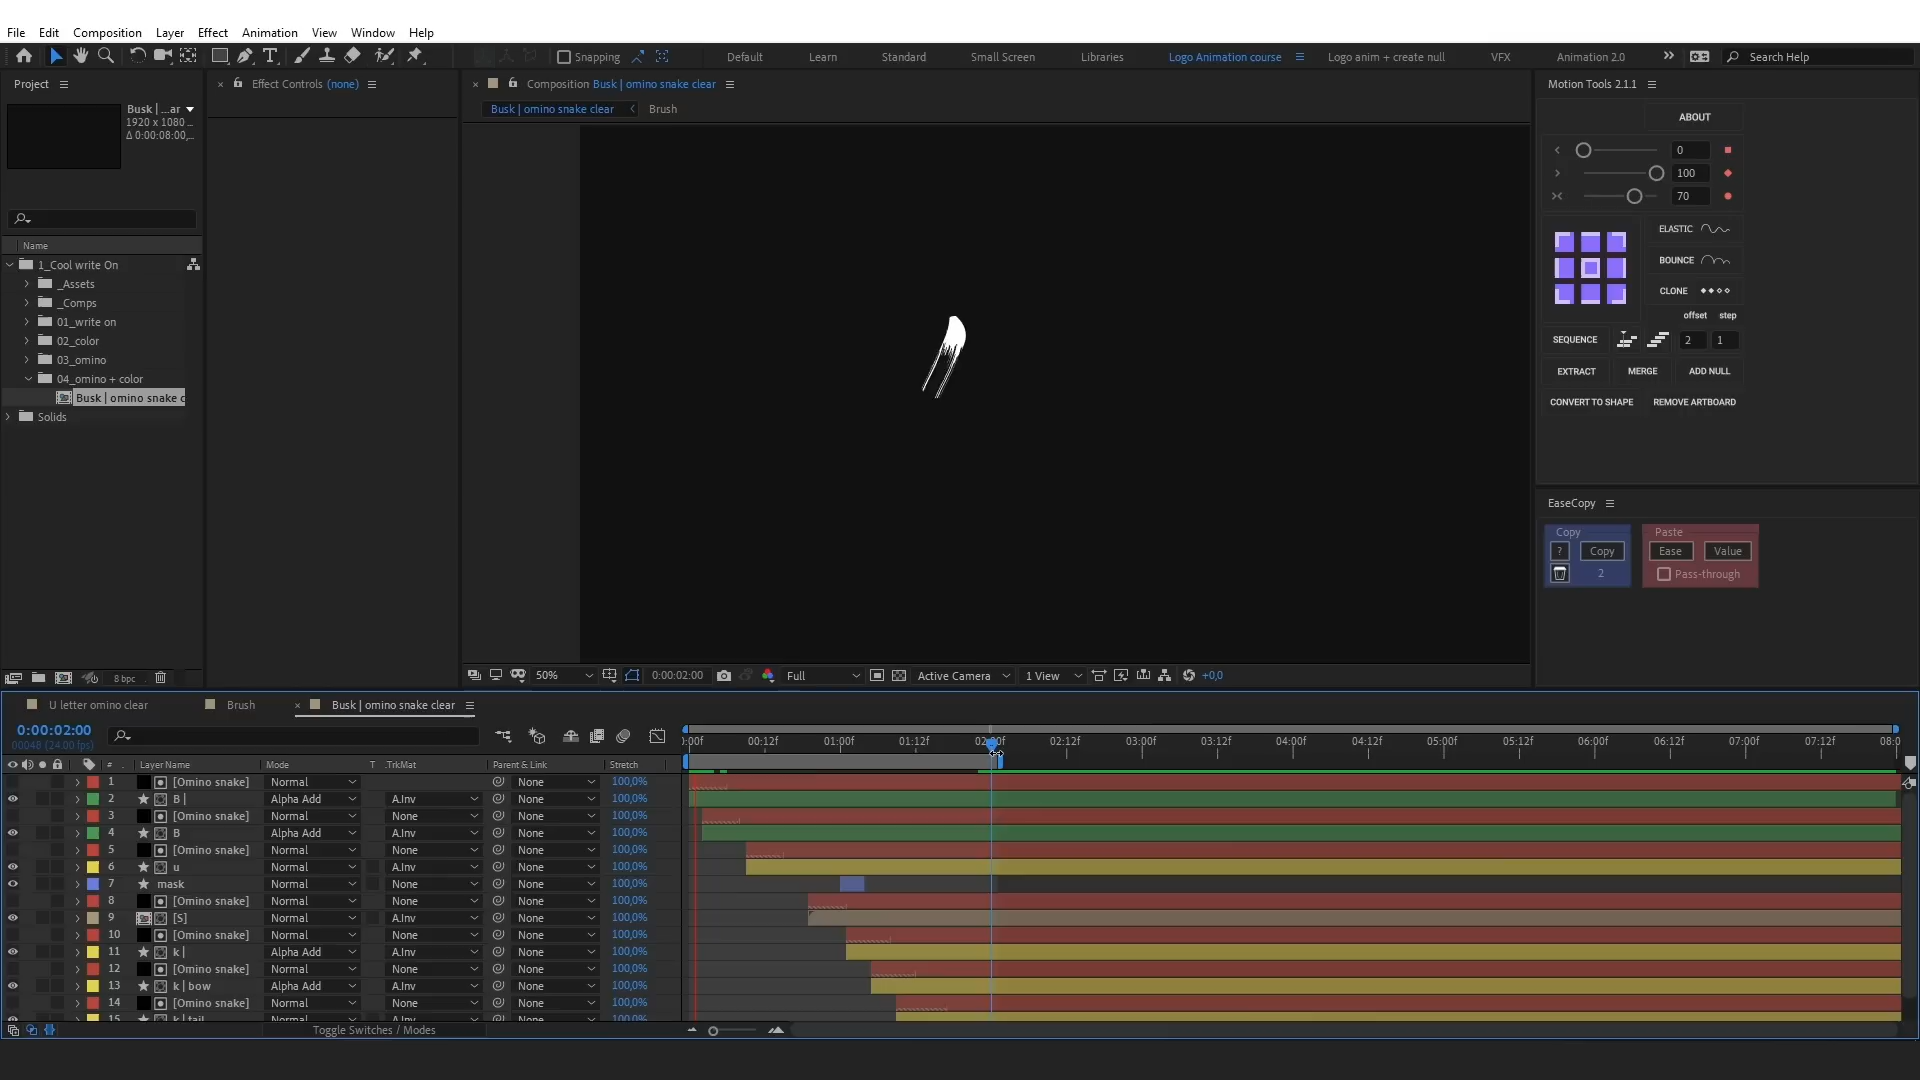 File Edit Composition Layer Effect Animation View Window Help
Snapping Default Learn Standard Small Screen Libraries Logo Animation course Logo anim + create null VFX Animation 2.0 Search Help
Project
Busk | ...ar
1920 x 1080 ...
Δ 0:00:08:00,...
Name
1_Cool write On
_Assets
_Comps
01_write on
02_color
03_omino
04_omino + color
Busk | omino snake c
Solids
8 bpc
Effect Controls (none)
Composition Busk | omino snake clear
Busk | omino snake clear Brush
50% 0:00:02:00 Full Active Camera 1 View +0,0
Motion Tools 2.1.1
ABOUT
0
100
70
ELASTIC
BOUNCE
CLONE
offset step
SEQUENCE 2 1
EXTRACT MERGE ADD NULL
CONVERT TO SHAPE REMOVE ARTBOARD
EaseCopy
Copy Paste
? Copy Ease Value
2 Pass-through
U letter omino clear Brush Busk | omino snake clear
0:00:02:00
00048 (24.00 fps)
):00f 00:12f 01:00f 01:12f 02:00f 02:12f 03:00f 03:12f 04:00f 04:12f 05:00f 05:12f 06:00f 06:12f 07:00f 07:12f 08:0
# Layer Name Mode T .TrkMat Parent & Link Stretch
1 [Omino snake] Normal None 100,0%
2 B | Alpha Add A.Inv None 100,0%
3 [Omino snake] Normal None None 100,0%
4 B Alpha Add A.Inv None 100,0%
5 [Omino snake] Normal None None 100,0%
6 u Normal A.Inv None 100,0%
7 mask Normal None None 100,0%
8 [Omino snake] Normal None None 100,0%
9 [S] Normal A.Inv None 100,0%
10 [Omino snake] Normal None None 100,0%
11 k | Alpha Add A.Inv None 100,0%
12 [Omino snake] Normal None None 100,0%
13 k | bow Alpha Add A.Inv None 100,0%
14 [Omino snake] Normal None None 100,0%
15 k | tail Normal A.Inv None 100,0%
Toggle Switches / Modes